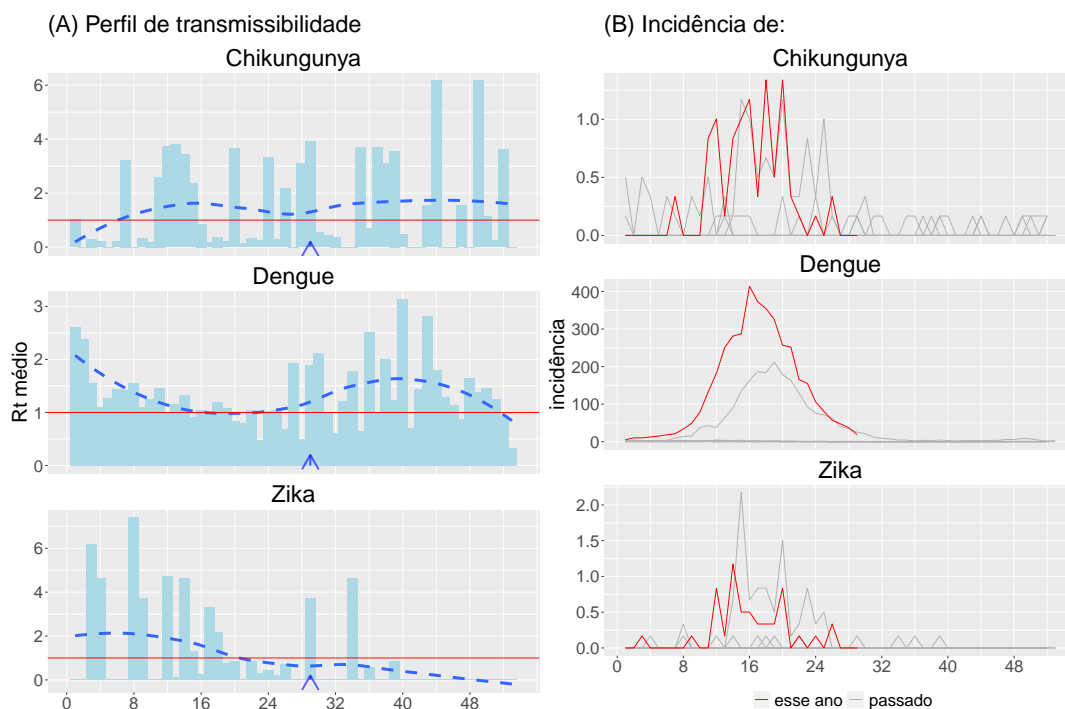 (A) Perfil de transmissibilidade
Chikungunya
6
4
2
0
Dengue
3
2
1
0
Rt médio
Zika
6
4
2
0
0 8 16 24 32 40 48
(B) Incidência de:
Chikungunya
1.0
0.5
0.0
Dengue
400
300
200
100
0
incidência
Zika
2.0
1.5
1.0
0.5
0.0
0 8 16 24 32 40 48
esse ano passado